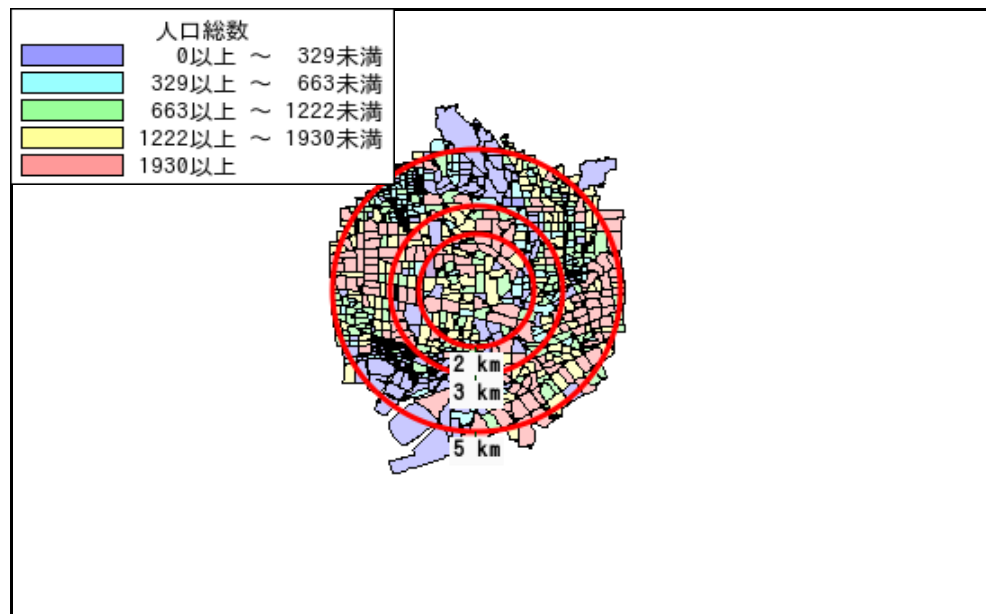 人口総数
0以上 ～ 329未満
329以上 ～ 663未満
663以上 ～ 1222未満
1222以上 ～ 1930未満
1930以上
2 km
3 km
5 km